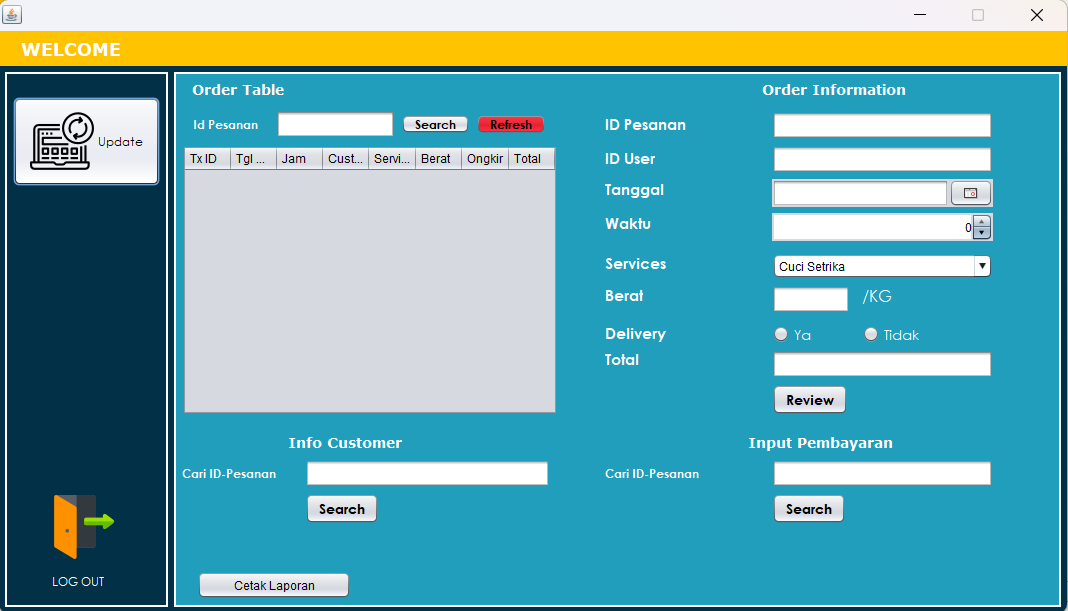 WELCOME
Update
LOG OUT
Order Table
Id Pesanan
Search
Refresh
Tx ID Tgl ... Jam Cust... Servi... Berat Ongkir Total
Info Customer
Cari ID-Pesanan
Search
Cetak Laporan
Order Information
ID Pesanan
ID User
Tanggal
Waktu
0
Services
Cuci Setrika
Berat
/KG
Delivery
Ya
Tidak
Total
Review
Input Pembayaran
Cari ID-Pesanan
Search